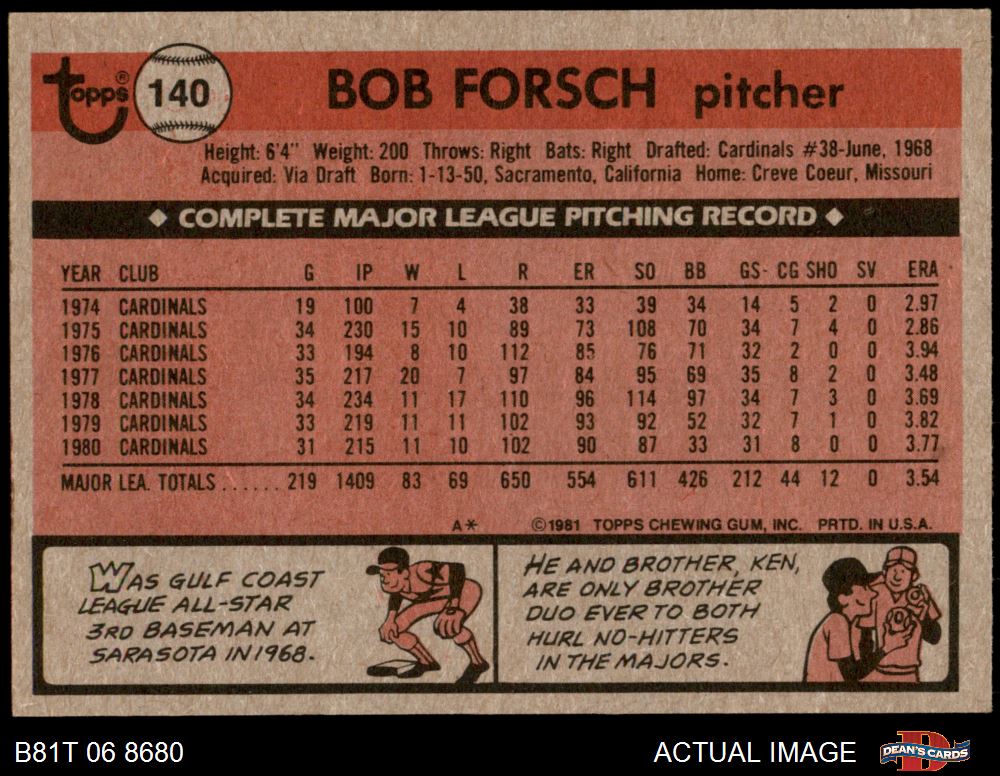 Topps® 140 BOB FORSCH pitcher
Height: 6'4" Weight: 200 Throws: Right Bats: Right Drafted: Cardinals #38-June, 1968
Acquired: Via Draft Born: 1-13-50, Sacramento, California Home: Creve Coeur, Missouri
◆ COMPLETE MAJOR LEAGUE PITCHING RECORD ◆
YEAR CLUB G IP W L R ER SO BB GS CG SHO SV ERA
1974 CARDINALS 19 100 7 4 38 33 39 34 14 5 2 0 2.97
1975 CARDINALS 34 230 15 10 89 73 108 70 34 7 4 0 2.86
1976 CARDINALS 33 194 8 10 112 85 76 71 32 2 0 0 3.94
1977 CARDINALS 35 217 20 7 97 84 95 69 35 8 2 0 3.48
1978 CARDINALS 34 234 11 17 110 96 114 97 34 7 3 0 3.69
1979 CARDINALS 33 219 11 11 102 93 92 52 32 7 1 0 3.82
1980 CARDINALS 31 215 11 10 102 90 87 33 31 8 0 0 3.77
MAJOR LEA. TOTALS ...... 219 1409 83 69 650 554 611 426 212 44 12 0 3.54
A* ©1981 TOPPS CHEWING GUM, INC. PRTD. IN U.S.A.
WAS GULF COAST
LEAGUE ALL-STAR
3RD BASEMAN AT
SARASOTA IN 1968.
HE AND BROTHER, KEN,
ARE ONLY BROTHER
DUO EVER TO BOTH
HURL NO-HITTERS
IN THE MAJORS.
B81T 06 8680 ACTUAL IMAGE DEAN'S CARDS